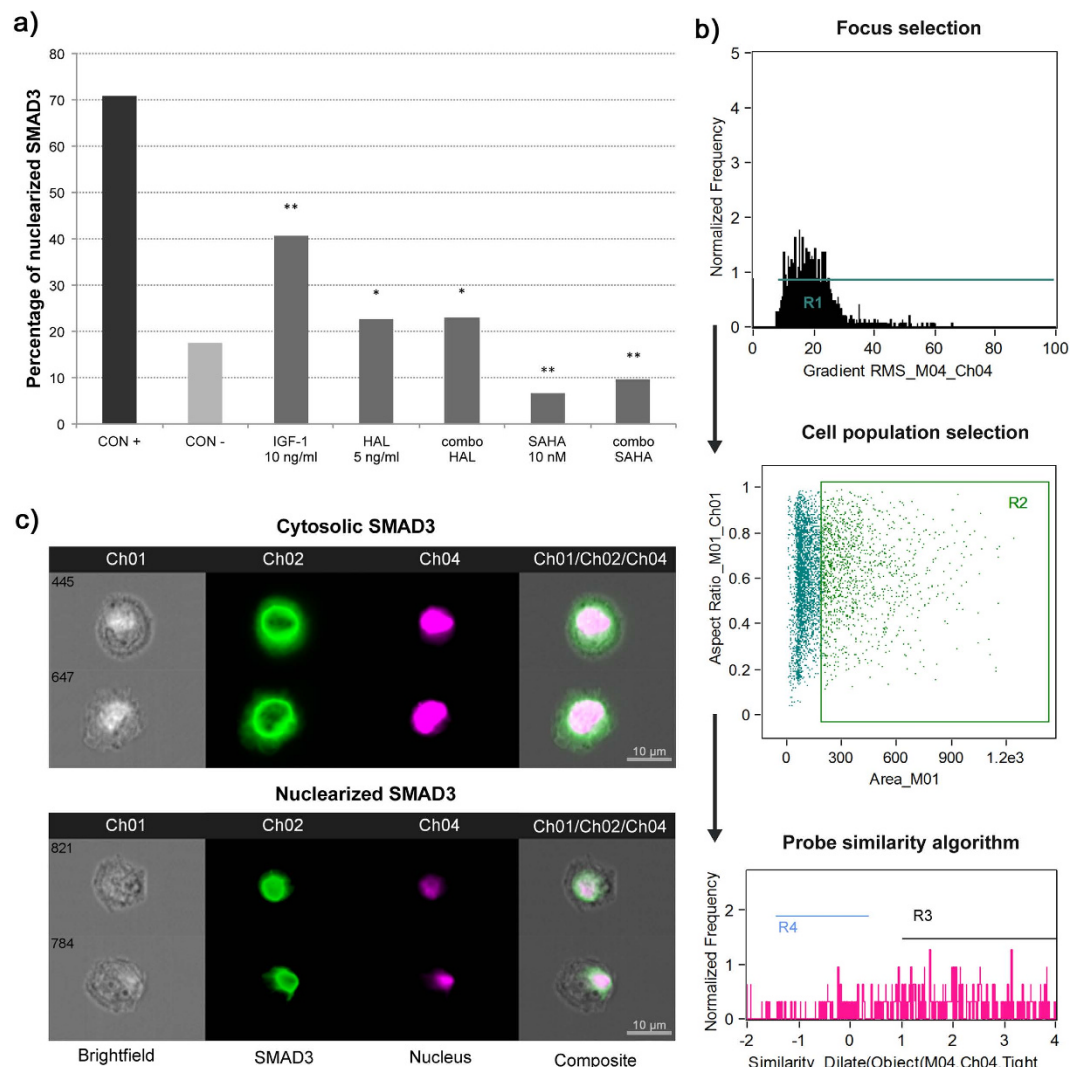 a)
Percentage of nuclearized SMAD3
80
70
60
50
40
30
20
10
0
**
*
*
**
**
CON +
CON -
IGF-1
10 ng/ml
HAL
5 ng/ml
combo
HAL
SAHA
10 nM
combo
SAHA
b)
Focus selection
Normalized Frequency
5
4
3
2
1
0
R1
0 20 40 60 80 100
Gradient RMS_M04_Ch04
Cell population selection
Aspect Ratio_M01_Ch01
1
0.8
0.6
0.4
0.2
0
R2
0 300 600 900 1.2e3
Area_M01
Probe similarity algorithm
Normalized Frequency
2
1
0
R4
R3
-2 -1 0 1 2 3 4
Similarity_Dilate(Object(M04,Ch04,Tight
c)
Cytosolic SMAD3
Ch01 Ch02 Ch04 Ch01/Ch02/Ch04
445
647
10 µm
Nuclearized SMAD3
Ch01 Ch02 Ch04 Ch01/Ch02/Ch04
821
784
10 µm
Brightfield SMAD3 Nucleus Composite